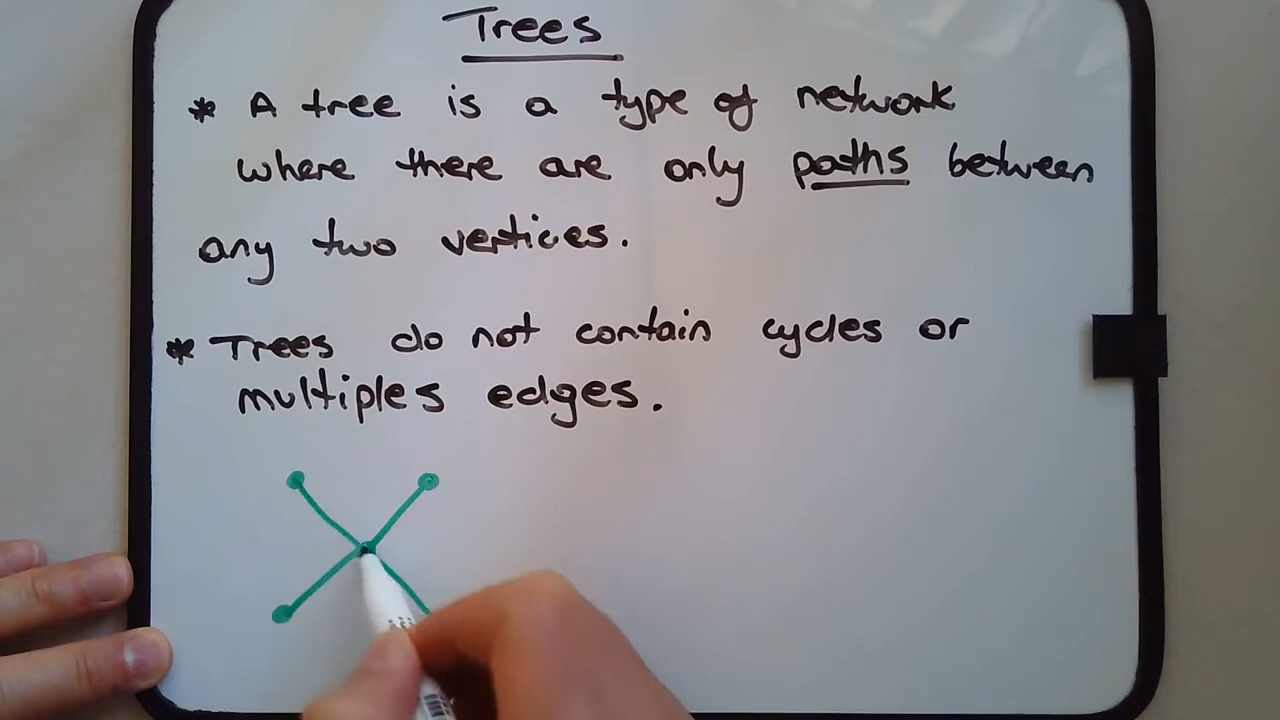 Trees
* A tree is a type of network
where there are only paths between
any two vertices.
* Trees do not contain cycles or
multiples edges.